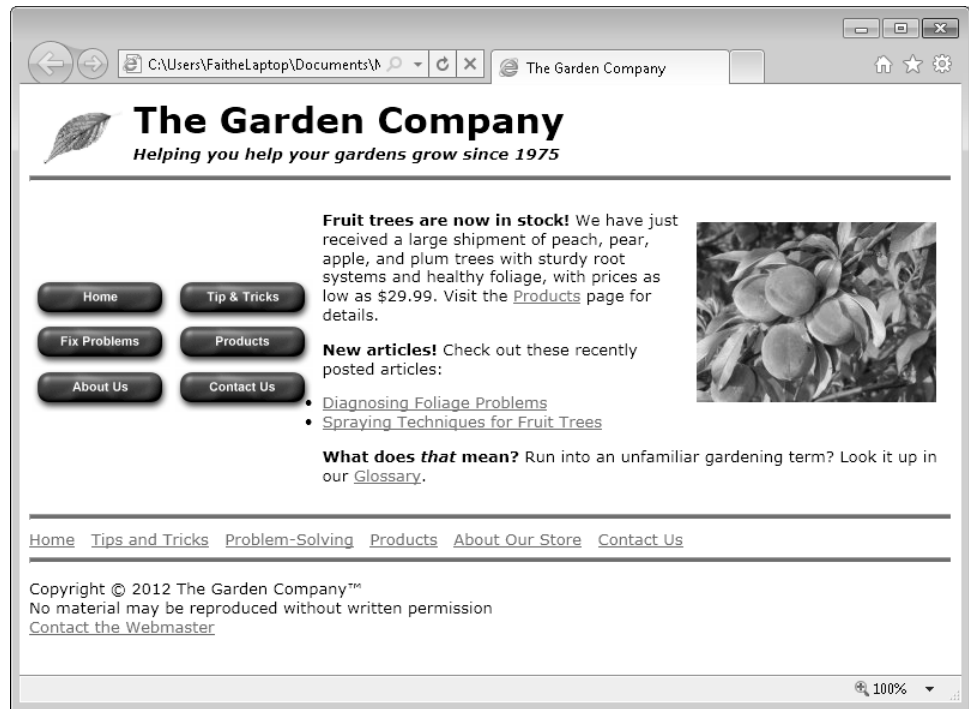 C:\Users\FaitheLaptop\Documents\M
The Garden Company
The Garden Company
Helping you help your gardens grow since 1975
Home
Tip & Tricks
Fix Problems
Products
About Us
Contact Us
Fruit trees are now in stock! We have just
received a large shipment of peach, pear,
apple, and plum trees with sturdy root
systems and healthy foliage, with prices as
low as $29.99. Visit the Products page for
details.
New articles! Check out these recently
posted articles:
• Diagnosing Foliage Problems
• Spraying Techniques for Fruit Trees
What does that mean? Run into an unfamiliar gardening term? Look it up in
our Glossary.
Home Tips and Tricks Problem-Solving Products About Our Store Contact Us
Copyright © 2012 The Garden Company™
No material may be reproduced without written permission
Contact the Webmaster
100%